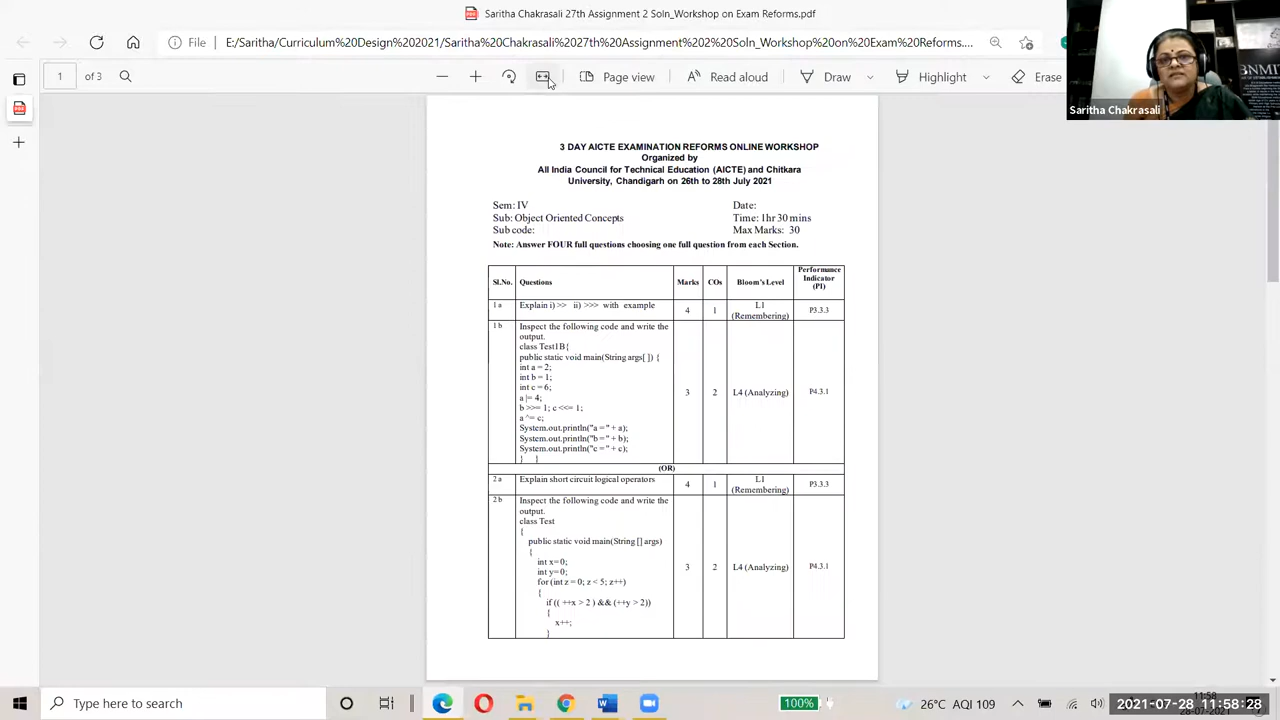 Saritha Chakrasali 27th Assignment 2 Soln_Workshop on Exam Reforms.pdf
File E:/Saritha/Curriculum%20Design%202021/Saritha%20Chakrasali%2027th%20Assignment%202%20Soln_Workshop%20on%20Exam%20Reforms...
1 of 3 Page view Read aloud Draw Highlight Erase
Saritha Chakrasali
BNMIT
3 DAY AICTE EXAMINATION REFORMS ONLINE WORKSHOP
Organized by
All India Council for Technical Education (AICTE) and Chitkara
University, Chandigarh on 26th to 28th July 2021
Sem: IV Date:
Sub: Object Oriented Concepts Time: 1hr 30 mins
Sub code: Max Marks: 30
Note: Answer FOUR full questions choosing one full question from each Section.
Sl.No. Questions Marks COs Bloom's Level Performance Indicator (PI)
1 a Explain i) >> ii) >>> with example 4 1 L1 (Remembering) P3.3.3
1 b Inspect the following code and write the
output.
class Test1B{
public static void main(String args[ ]) {
int a = 2;
int b = 1;
int c = 6;
a |= 4;
b >>= 1; c <<= 1;
a ^= c;
System.out.println("a =" + a);
System.out.println("b =" + b);
System.out.println("c =" + c);
} }
3 2 L4 (Analyzing) P4.3.1
(OR)
2 a Explain short circuit logical operators 4 1 L1 (Remembering) P3.3.3
2 b Inspect the following code and write the
output.
class Test
{
public static void main(String [] args)
{
int x=0;
int y=0;
for (int z = 0; z < 5; z++)
{
if (( ++x > 2 ) && (++y > 2))
{
x++;
}
3 2 L4 (Analyzing) P4.3.1
Type here to search
100%
26°C AQI 109
11:58
2021-07-28 11:58:28